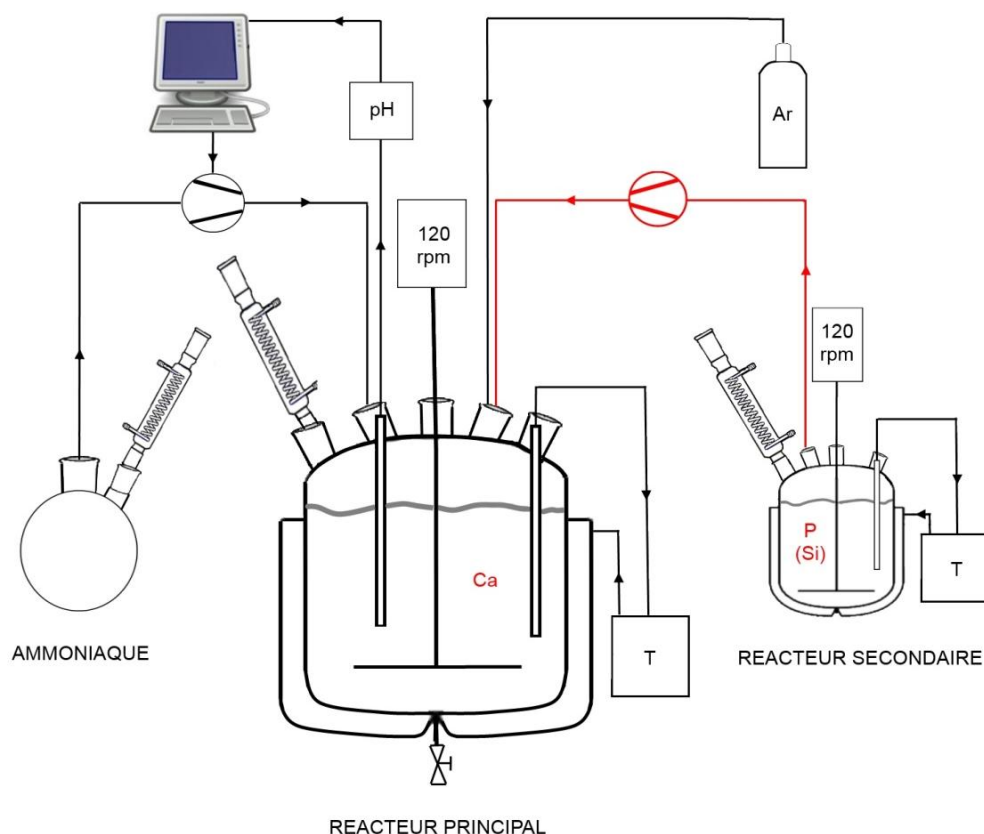 pH
Ar
120
rpm
120
rpm
P
(Si)
Ca
T
T
AMMONIAQUE
REACTEUR SECONDAIRE
REACTEUR PRINCIPAL